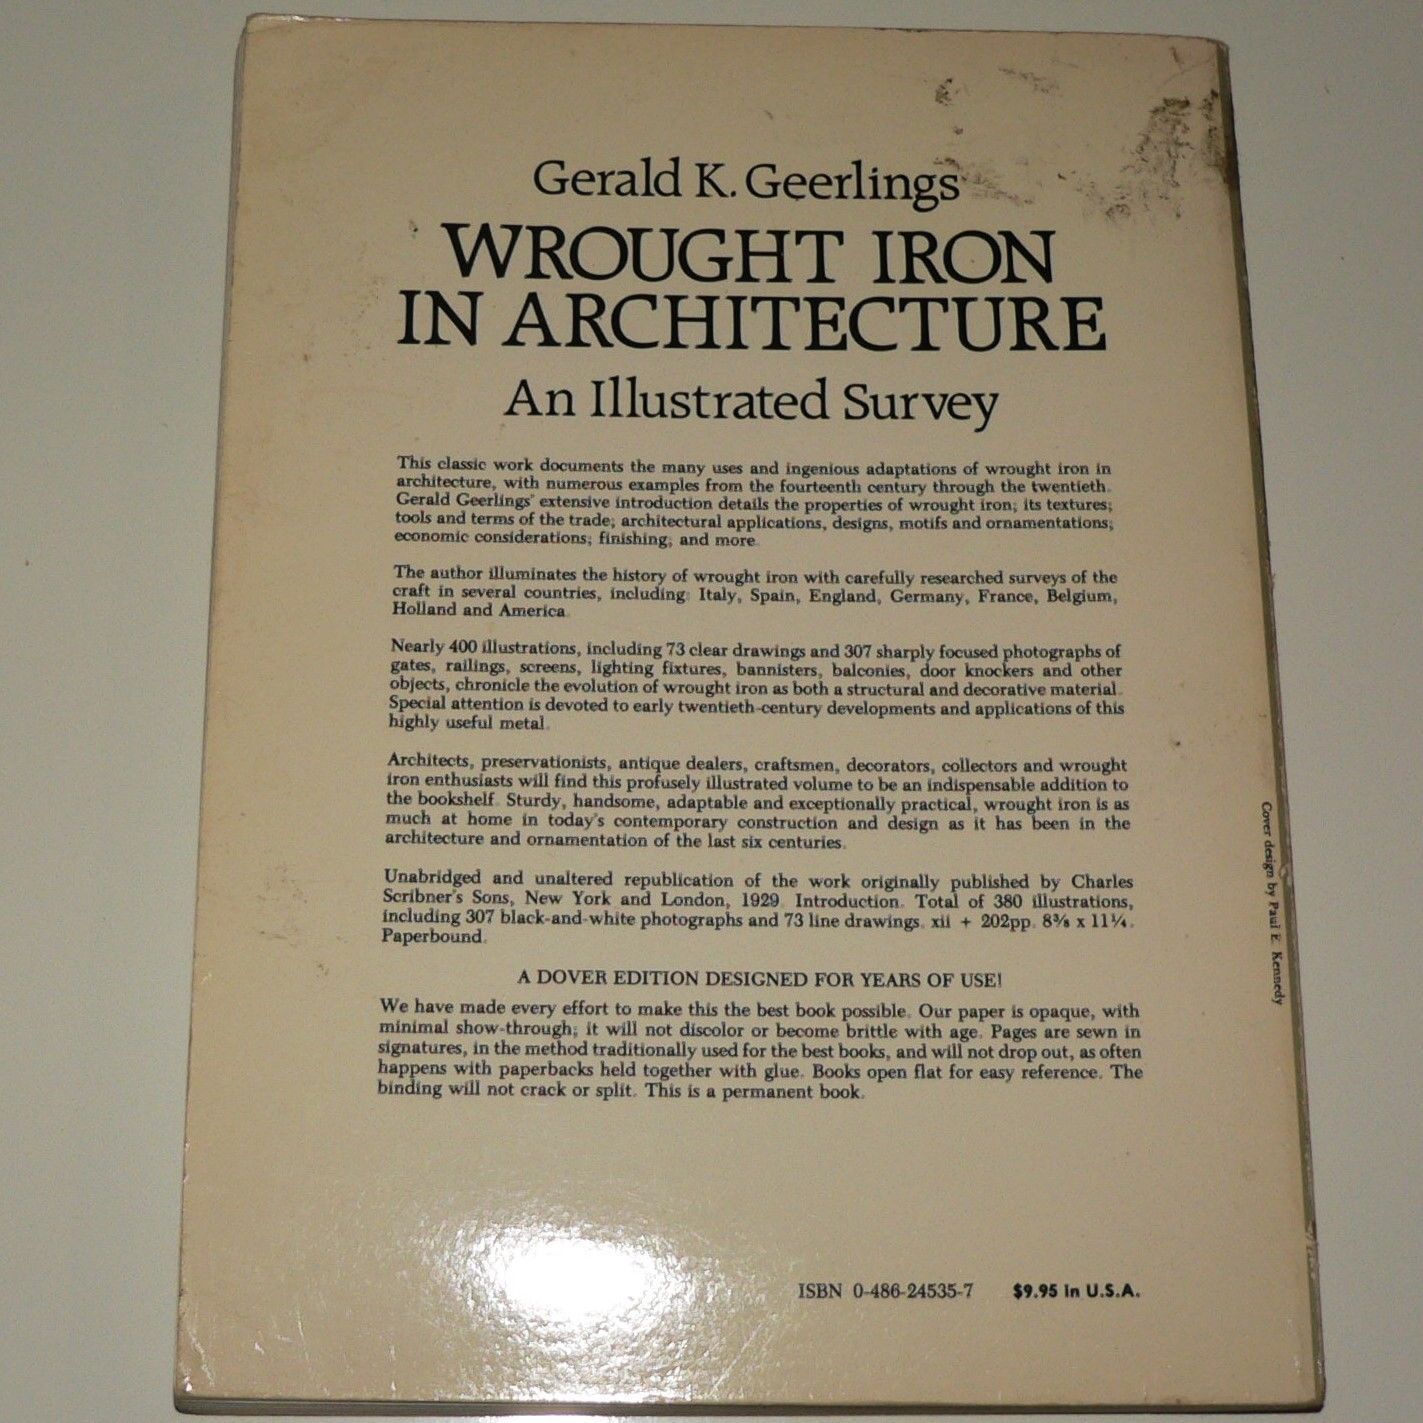 Gerald K. Geerlings
WROUGHT IRON
IN ARCHITECTURE
An Illustrated Survey
This classic work documents the many uses and ingenious adaptations of wrought iron in
architecture, with numerous examples from the fourteenth century through the twentieth.
Gerald Geerlings' extensive introduction details the properties of wrought iron; its textures;
tools and terms of the trade; architectural applications, designs, motifs and ornamentations;
economic considerations; finishing; and more.
The author illuminates the history of wrought iron with carefully researched surveys of the
craft in several countries, including: Italy, Spain, England, Germany, France, Belgium,
Holland and America.
Nearly 400 illustrations, including 73 clear drawings and 307 sharply focused photographs of
gates, railings, screens, lighting fixtures, bannisters, balconies, door knockers and other
objects, chronicle the evolution of wrought iron as both a structural and decorative material.
Special attention is devoted to early twentieth-century developments and applications of this
highly useful metal.
Architects, preservationists, antique dealers, craftsmen, decorators, collectors and wrought
iron enthusiasts will find this profusely illustrated volume to be an indispensable addition to
the bookshelf. Sturdy, handsome, adaptable and exceptionally practical, wrought iron is as
much at home in today's contemporary construction and design as it has been in the
architecture and ornamentation of the last six centuries.
Unabridged and unaltered republication of the work originally published by Charles
Scribner's Sons, New York and London, 1929. Introduction. Total of 380 illustrations,
including 307 black-and-white photographs and 73 line drawings. xii + 202pp. 8⅜ x 11¼.
Paperbound.
A DOVER EDITION DESIGNED FOR YEARS OF USE!
We have made every effort to make this the best book possible. Our paper is opaque, with
minimal show-through; it will not discolor or become brittle with age. Pages are sewn in
signatures, in the method traditionally used for the best books, and will not drop out, as often
happens with paperbacks held together with glue. Books open flat for easy reference. The
binding will not crack or split. This is a permanent book.
ISBN 0-486-24535-7 $9.95 in U.S.A.
Cover design by Paul E. Kennedy